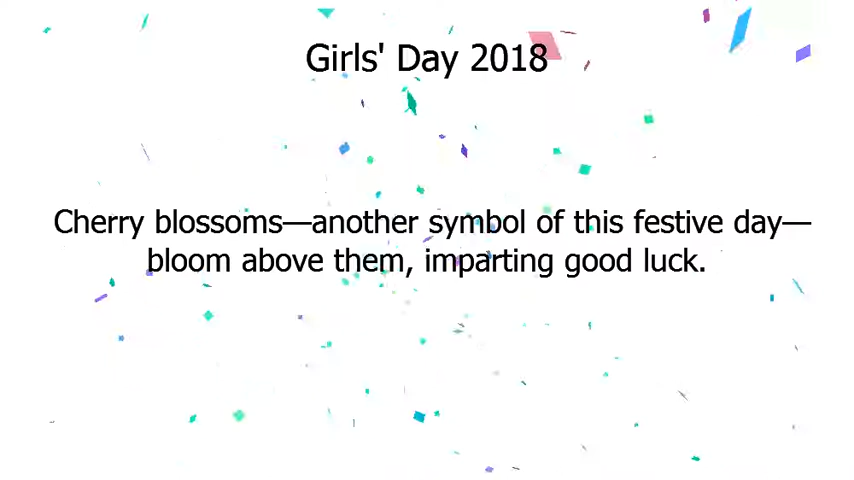 Girls' Day 2018
Cherry blossoms—another symbol of this festive day—
bloom above them, imparting good luck.